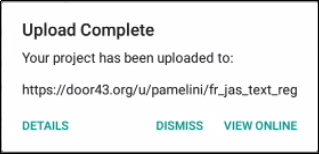 Upload Complete
Your project has been uploaded to:
https://door43.org/u/pamelini/fr_jas_text_reg
DETAILS DISMISS VIEW ONLINE